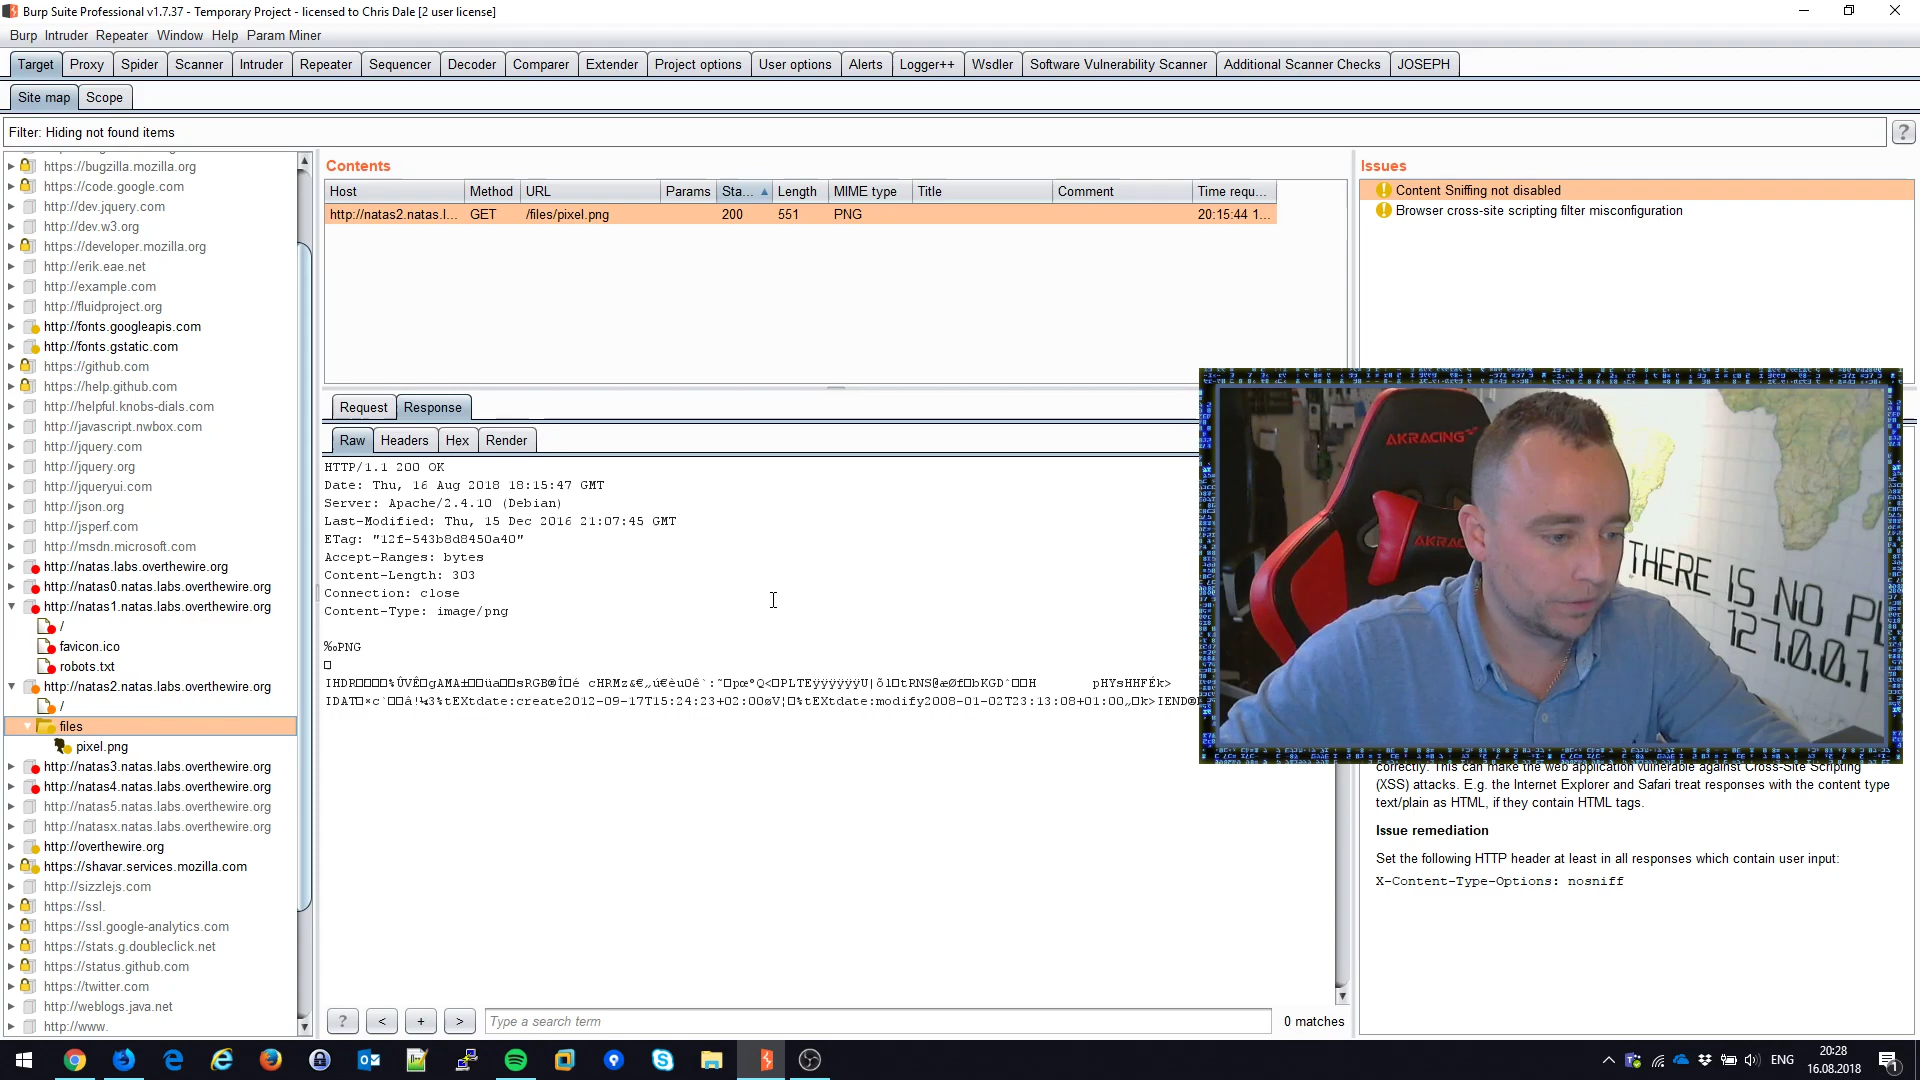 Burp Suite Professional v1.7.37 - Temporary Project - licensed to Chris Dale [2 user license]
Burp Intruder Repeater Window Help Param Miner
Target Proxy Spider Scanner Intruder Repeater Sequencer Decoder Comparer Extender Project options User options Alerts Logger++ Wsdler Software Vulnerability Scanner Additional Scanner Checks JOSEPH
Site map Scope
Filter: Hiding not found items
?
https://bugzilla.mozilla.org
https://code.google.com
http://dev.jquery.com
http://dev.w3.org
https://developer.mozilla.org
http://erik.eae.net
http://example.com
http://fluidproject.org
http://fonts.googleapis.com
http://fonts.gstatic.com
https://github.com
https://help.github.com
http://helpful.knobs-dials.com
http://javascript.nwbox.com
http://jquery.com
http://jquery.org
http://jqueryui.com
http://json.org
http://jsperf.com
http://msdn.microsoft.com
http://natas.labs.overthewire.org
http://natas0.natas.labs.overthewire.org
http://natas1.natas.labs.overthewire.org
/
favicon.ico
robots.txt
http://natas2.natas.labs.overthewire.org
/
files
pixel.png
http://natas3.natas.labs.overthewire.org
http://natas4.natas.labs.overthewire.org
http://natas5.natas.labs.overthewire.org
http://natasx.natas.labs.overthewire.org
http://overthewire.org
https://shavar.services.mozilla.com
http://sizzlejs.com
https://ssl.
https://ssl.google-analytics.com
https://stats.g.doubleclick.net
https://status.github.com
https://twitter.com
http://weblogs.java.net
http://www.
Contents
Host Method URL Params Sta... Length MIME type Title Comment Time requ...
http://natas2.natas.l... GET /files/pixel.png 200 551 PNG 20:15:44 1...
Request Response
Raw Headers Hex Render
HTTP/1.1 200 OK
Date: Thu, 16 Aug 2018 18:15:47 GMT
Server: Apache/2.4.10 (Debian)
Last-Modified: Thu, 15 Dec 2016 21:07:45 GMT
ETag: "12f-543b8d8450a40"
Accept-Ranges: bytes
Content-Length: 303
Connection: close
Content-Type: image/png
‰PNG
? < + > Type a search term 0 matches
Issues
Content Sniffing not disabled
Browser cross-site scripting filter misconfiguration
AKRACING
THERE IS NO
127.0.0.1
correctly. This can make the web application vulnerable against Cross-Site Scripting
(XSS) attacks. E.g. the Internet Explorer and Safari treat responses with the content type
text/plain as HTML, if they contain HTML tags.
Issue remediation
Set the following HTTP header at least in all responses which contain user input:
X-Content-Type-Options: nosniff
ENG
20:28
16.08.2018
1